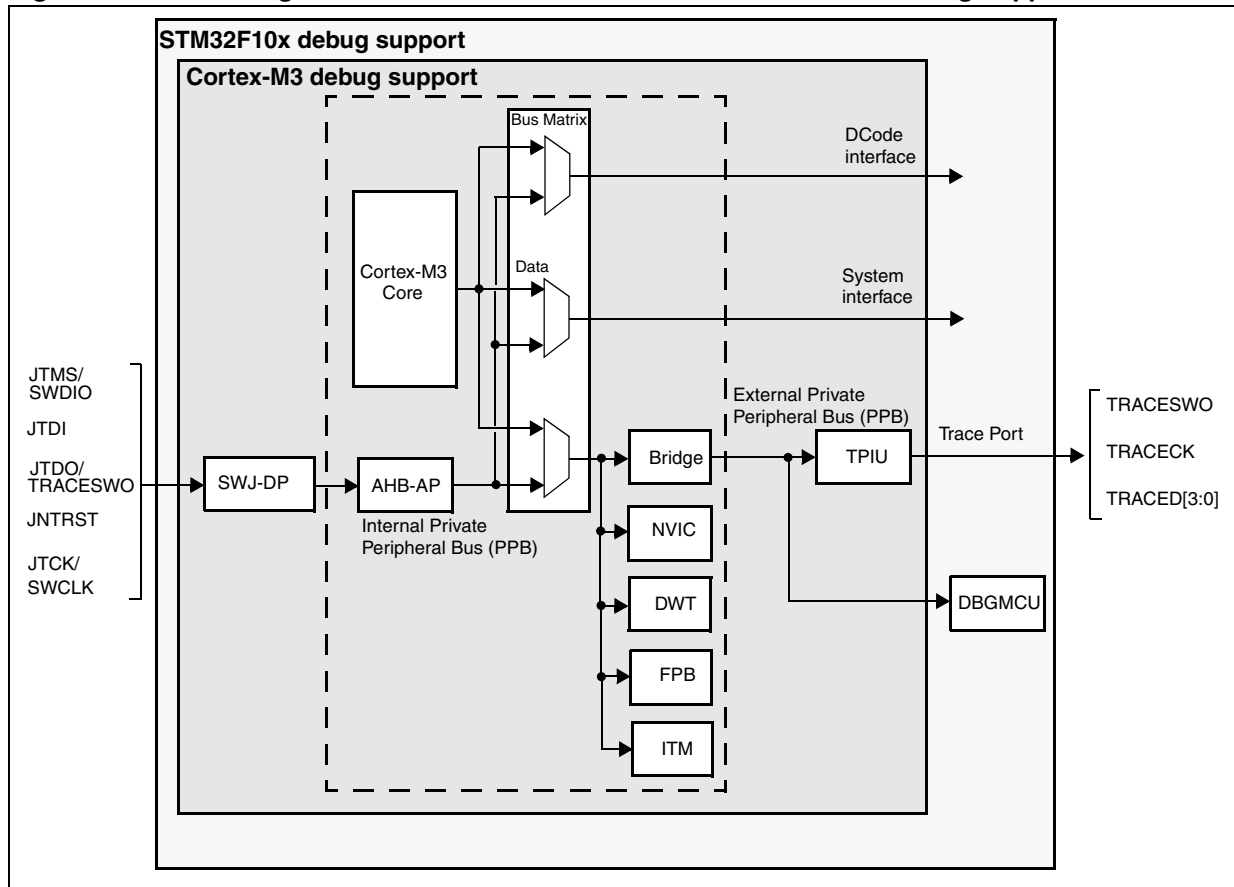 STM32F10x debug support
Cortex-M3 debug support
Bus Matrix
DCode
interface
Cortex-M3
Core
Data
System
interface
JTMS/
SWDIO
JTDI
JTDO/
TRACESWO
JNTRST
JTCK/
SWCLK
SWJ-DP
AHB-AP
Internal Private
Peripheral Bus (PPB)
Bridge
NVIC
DWT
FPB
ITM
External Private
Peripheral Bus (PPB)
TPIU
Trace Port
TRACESWO
TRACECK
TRACED[3:0]
DBGMCU